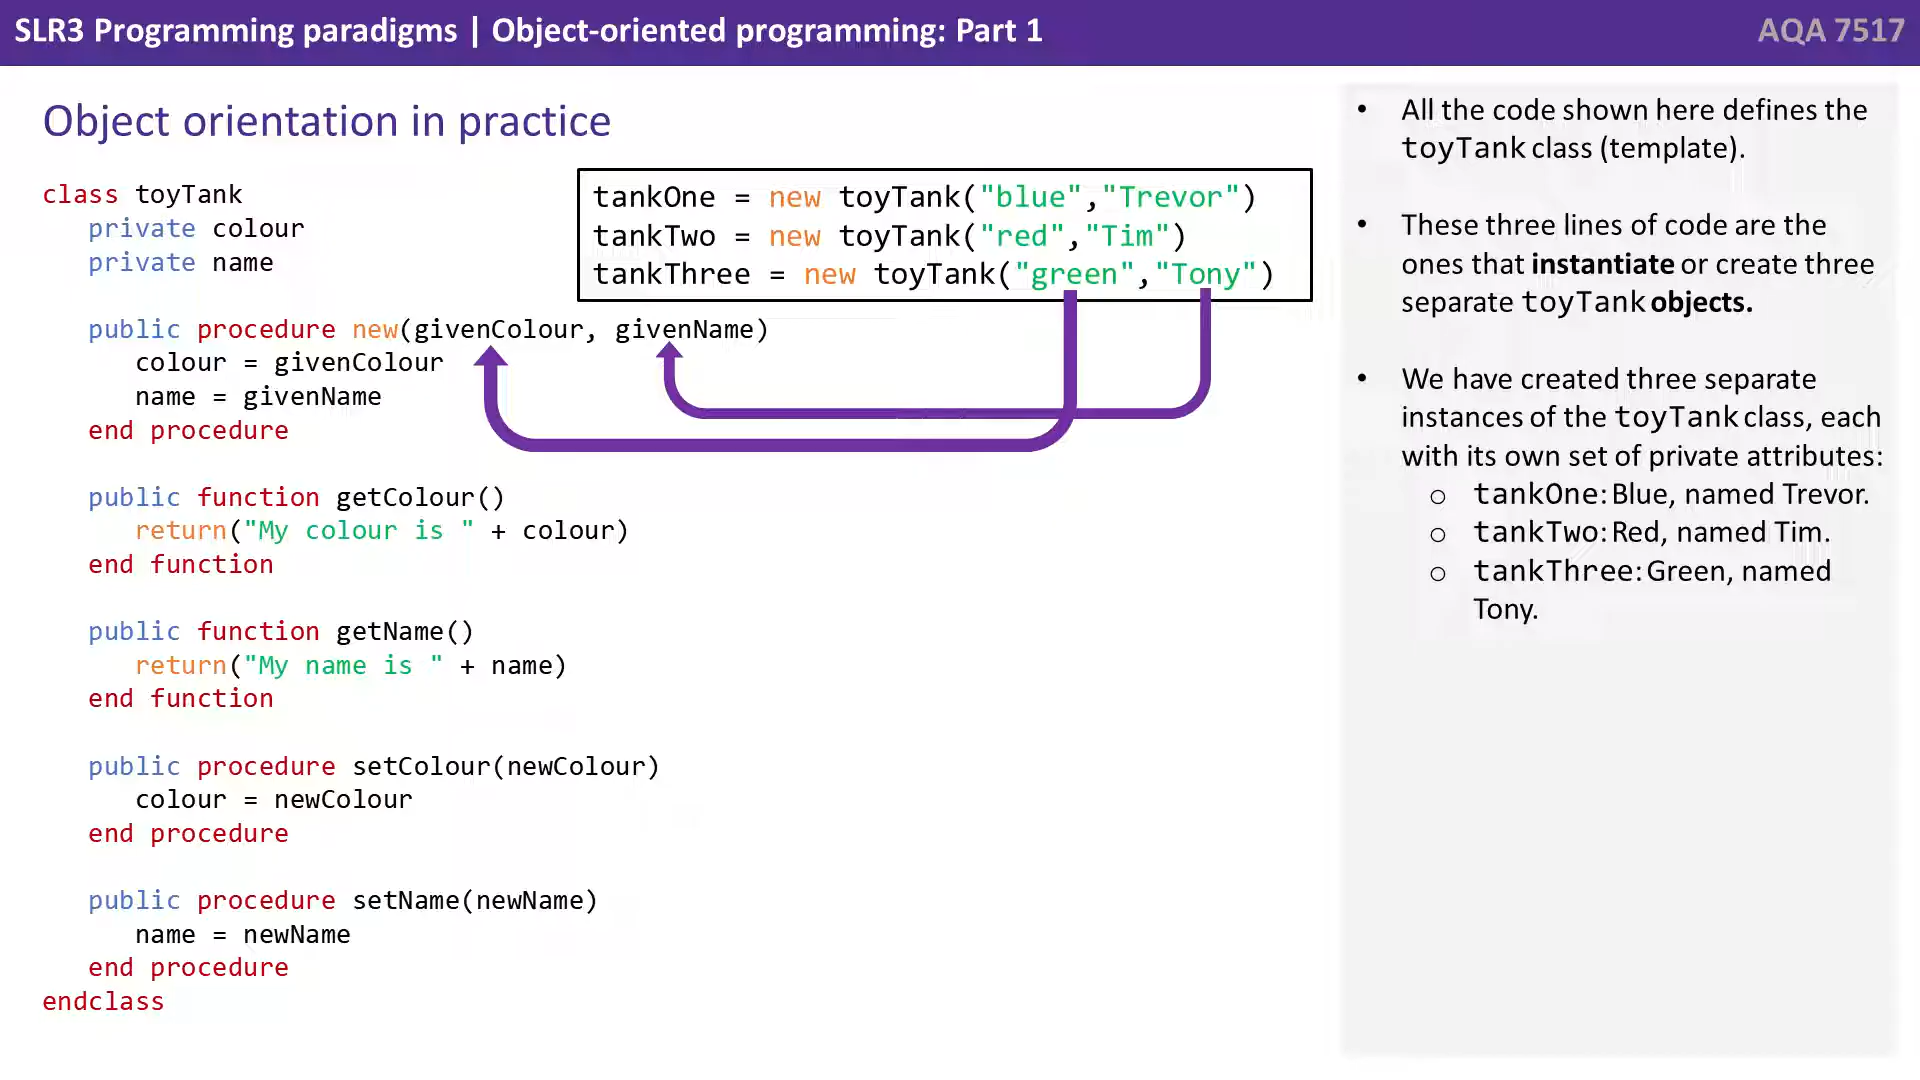 SLR3 Programming paradigms | Object-oriented programming: Part 1
AQA 7517
Object orientation in practice
class toyTank
private colour
private name
public procedure new(givenColour, givenName)
colour = givenColour
name = givenName
end procedure
public function getColour()
return("My colour is " + colour)
end function
public function getName()
return("My name is " + name)
end function
public procedure setColour(newColour)
colour = newColour
end procedure
public procedure setName(newName)
name = newName
end procedure
endclass
tankOne = new toyTank("blue","Trevor")
tankTwo = new toyTank("red","Tim")
tankThree = new toyTank("green","Tony")
• All the code shown here defines the
toyTank class (template).
• These three lines of code are the
ones that instantiate or create three
separate toyTank objects.
• We have created three separate
instances of the toyTank class, each
with its own set of private attributes:
o tankOne: Blue, named Trevor.
o tankTwo: Red, named Tim.
o tankThree: Green, named
Tony.